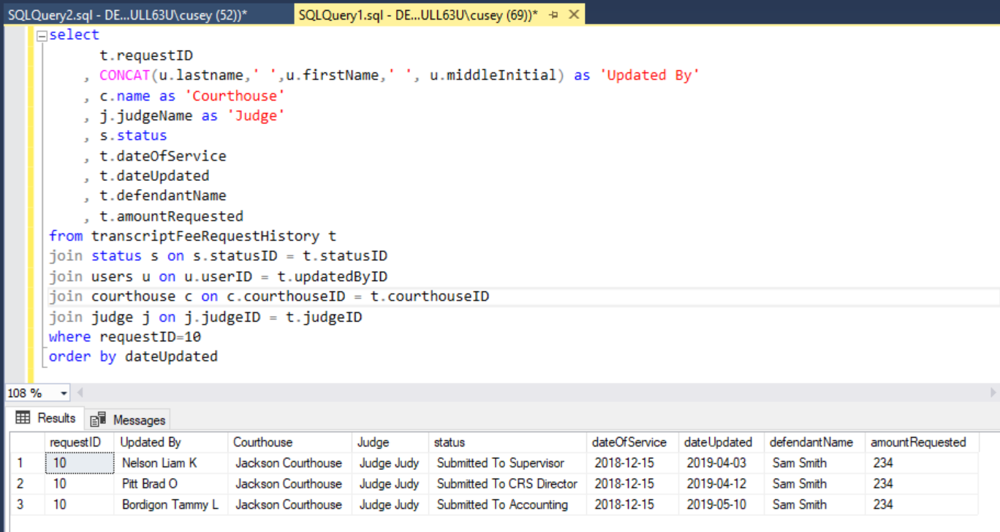 SQLQuery2.sql - DE...ULL63U\cusey (52))* SQLQuery1.sql - DE...ULL63U\cusey (69))*
select
t.requestID
, CONCAT(u.lastname,' ',u.firstName,' ', u.middleInitial) as 'Updated By'
, c.name as 'Courthouse'
, j.judgeName as 'Judge'
, s.status
, t.dateOfService
, t.dateUpdated
, t.defendantName
, t.amountRequested
from transcriptFeeRequestHistory t
join status s on s.statusID = t.statusID
join users u on u.userID = t.updatedByID
join courthouse c on c.courthouseID = t.courthouseID
join judge j on j.judgeID = t.judgeID
where requestID=10
order by dateUpdated
108 %
Results Messages
requestID Updated By Courthouse Judge status dateOfService dateUpdated defendantName amountRequested
1 10 Nelson Liam K Jackson Courthouse Judge Judy Submitted To Supervisor 2018-12-15 2019-04-03 Sam Smith 234
2 10 Pitt Brad O Jackson Courthouse Judge Judy Submitted To CRS Director 2018-12-15 2019-04-12 Sam Smith 234
3 10 Bordigon Tammy L Jackson Courthouse Judge Judy Submitted To Accounting 2018-12-15 2019-05-10 Sam Smith 234